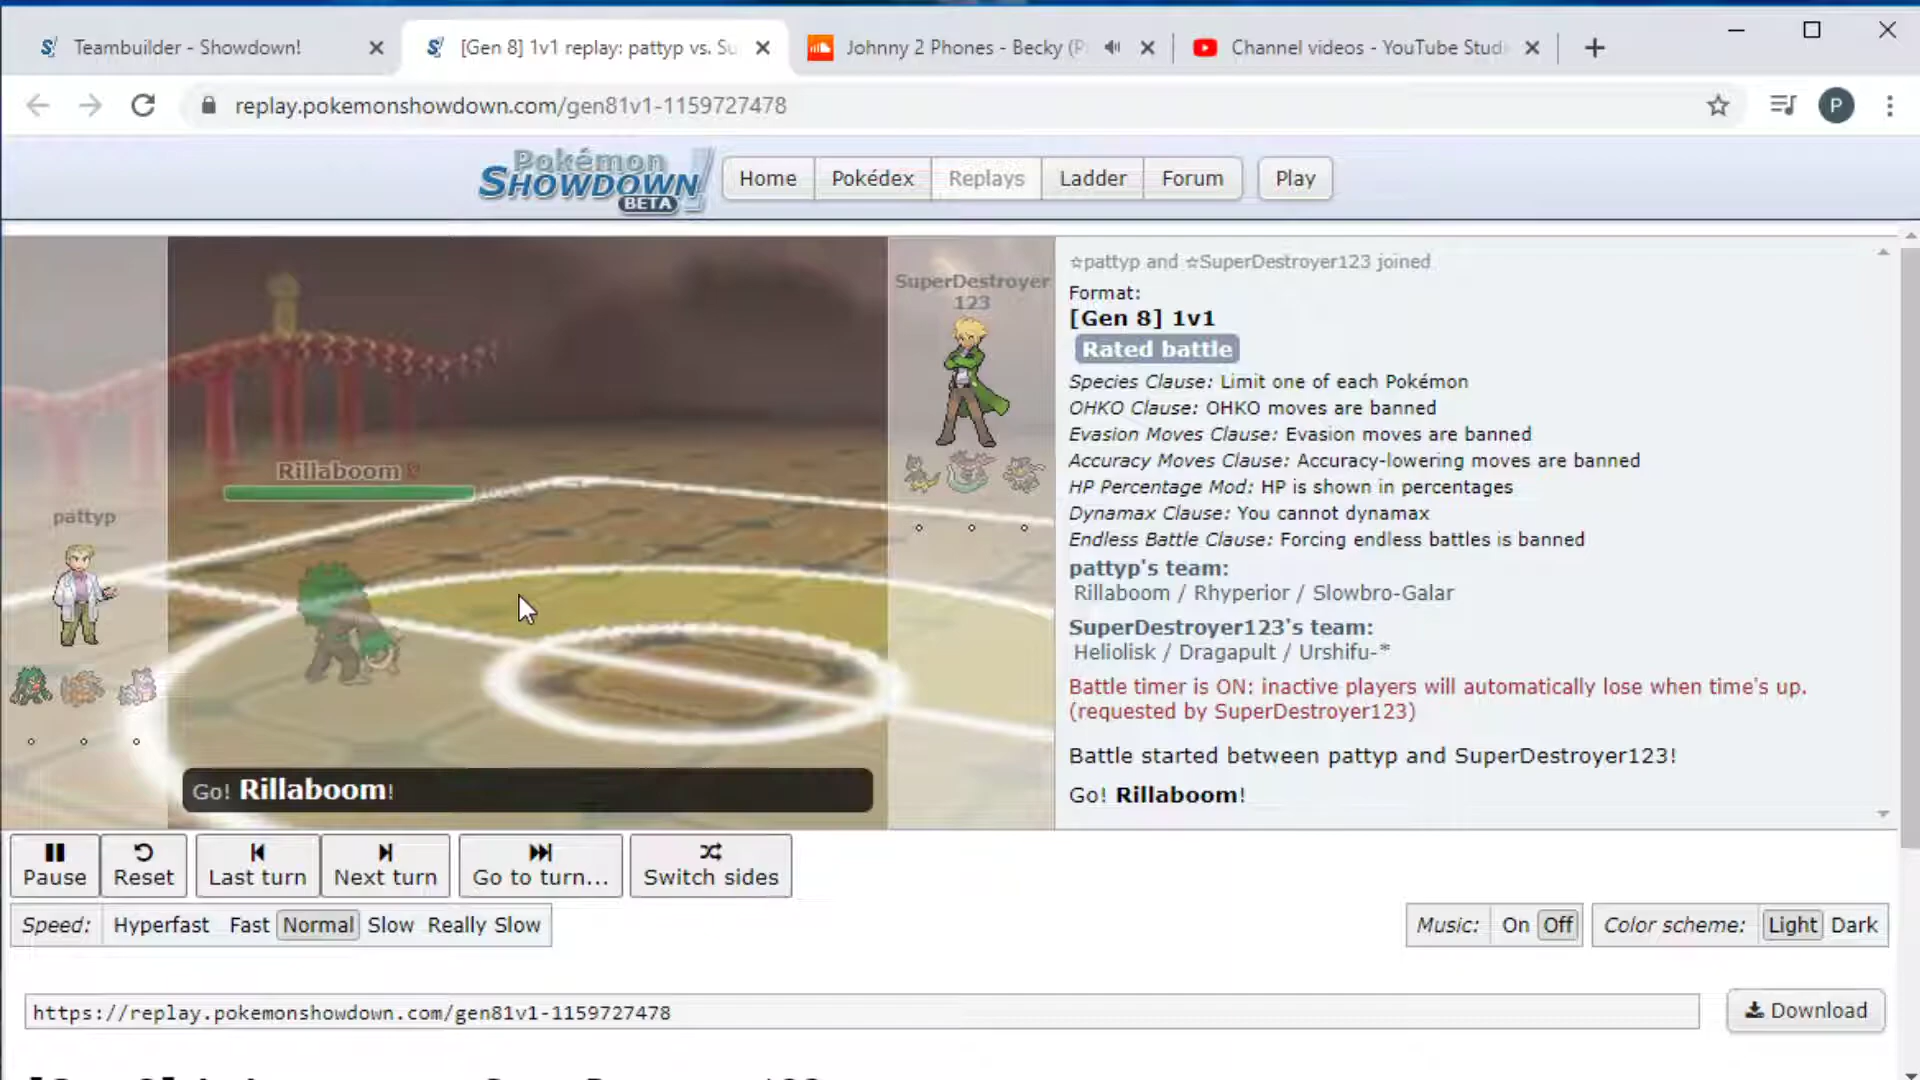 Teambuilder - Showdown!
[Gen 8] 1v1 replay: pattyp vs. Su
Johnny 2 Phones - Becky (P
Channel videos - YouTube Studi
replay.pokemonshowdown.com/gen81v1-1159727478
P
Pokémon
SHOWDOWN
BETA
Home
Pokédex
Replays
Ladder
Forum
Play
SuperDestroyer
123
Rillaboom
pattyp
Go! Rillaboom!
☆pattyp and ☆SuperDestroyer123 joined
Format:
[Gen 8] 1v1
Rated battle
Species Clause: Limit one of each Pokémon
OHKO Clause: OHKO moves are banned
Evasion Moves Clause: Evasion moves are banned
Accuracy Moves Clause: Accuracy-lowering moves are banned
HP Percentage Mod: HP is shown in percentages
Dynamax Clause: You cannot dynamax
Endless Battle Clause: Forcing endless battles is banned
pattyp's team:
Rillaboom / Rhyperior / Slowbro-Galar
SuperDestroyer123's team:
Heliolisk / Dragapult / Urshifu-*
Battle timer is ON: inactive players will automatically lose when time's up.
(requested by SuperDestroyer123)
Battle started between pattyp and SuperDestroyer123!
Go! Rillaboom!
Pause
Reset
Last turn
Next turn
Go to turn...
Switch sides
Speed: Hyperfast Fast Normal Slow Really Slow
Music: On Off
Color scheme: Light Dark
https://replay.pokemonshowdown.com/gen81v1-1159727478
Download